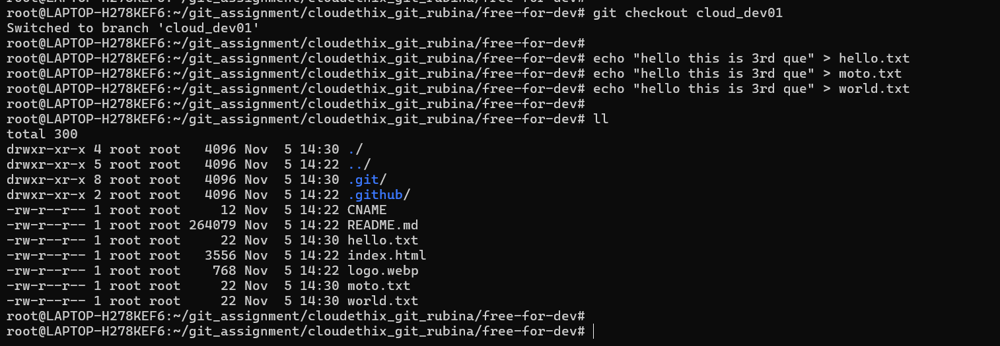 root@LAPTOP-H278KEF6:~/git_assignment/cloudethix_git_rubina/free-for-dev# git checkout cloud_dev01
Switched to branch 'cloud_dev01'
root@LAPTOP-H278KEF6:~/git_assignment/cloudethix_git_rubina/free-for-dev#
root@LAPTOP-H278KEF6:~/git_assignment/cloudethix_git_rubina/free-for-dev# echo "hello this is 3rd que" > hello.txt
root@LAPTOP-H278KEF6:~/git_assignment/cloudethix_git_rubina/free-for-dev# echo "hello this is 3rd que" > moto.txt
root@LAPTOP-H278KEF6:~/git_assignment/cloudethix_git_rubina/free-for-dev# echo "hello this is 3rd que" > world.txt
root@LAPTOP-H278KEF6:~/git_assignment/cloudethix_git_rubina/free-for-dev#
root@LAPTOP-H278KEF6:~/git_assignment/cloudethix_git_rubina/free-for-dev# ll
total 300
drwxr-xr-x 4 root root   4096 Nov  5 14:30 ./
drwxr-xr-x 5 root root   4096 Nov  5 14:22 ../
drwxr-xr-x 8 root root   4096 Nov  5 14:30 .git/
drwxr-xr-x 2 root root   4096 Nov  5 14:22 .github/
-rw-r--r-- 1 root root     12 Nov  5 14:22 CNAME
-rw-r--r-- 1 root root 264079 Nov  5 14:22 README.md
-rw-r--r-- 1 root root     22 Nov  5 14:30 hello.txt
-rw-r--r-- 1 root root   3556 Nov  5 14:22 index.html
-rw-r--r-- 1 root root    768 Nov  5 14:22 logo.webp
-rw-r--r-- 1 root root     22 Nov  5 14:30 moto.txt
-rw-r--r-- 1 root root     22 Nov  5 14:30 world.txt
root@LAPTOP-H278KEF6:~/git_assignment/cloudethix_git_rubina/free-for-dev#
root@LAPTOP-H278KEF6:~/git_assignment/cloudethix_git_rubina/free-for-dev#